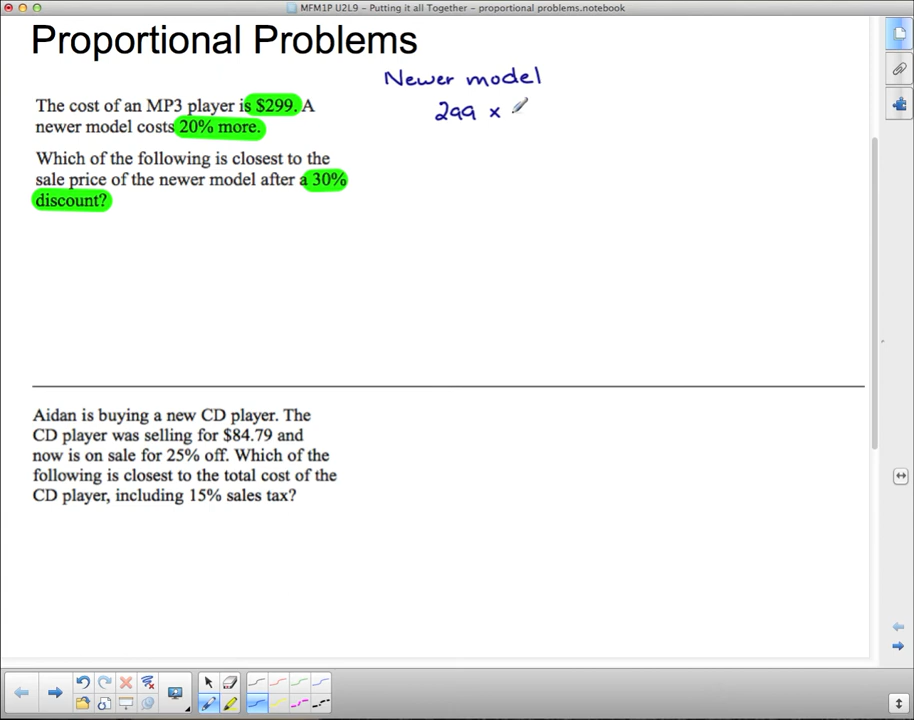 MFM1P U2L9 – Putting it all Together – proportional problems.notebook
Proportional Problems
Newer model
299 ×
The cost of an MP3 player is $299. A
newer model costs 20% more.
Which of the following is closest to the
sale price of the newer model after a 30%
discount?
Aidan is buying a new CD player. The
CD player was selling for $84.79 and
now is on sale for 25% off. Which of the
following is closest to the total cost of the
CD player, including 15% sales tax?